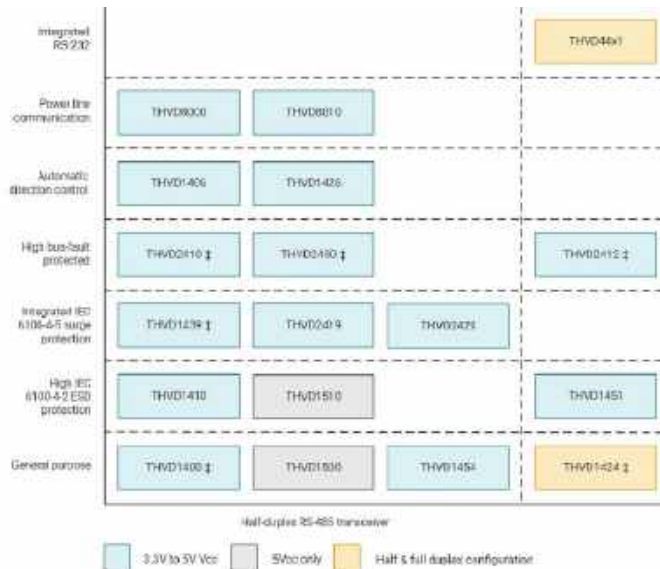 Integrated
RS-232
THVD44x1
Power line
communication
THVD8000
THVD8010
Automatic
direction control
THVD1406
THVD1426
High bus-fault
protected
THVD2410 ‡
THVD2450 ‡
THVD2412 ‡
Integrated IEC
6100-4-5 surge
protection
THVD1439 ‡
THVD2419
THVD2429
High IEC
6100-4-2 ESD
protection
THVD1410
THVD1510
THVD1451
General purpose
THVD1400 ‡
THVD1500
THVD1454
THVD1424 ‡
Half-duplex RS-485 transceiver
3.3V to 5V Vcc
5Vcc only
Half & full duplex configuration